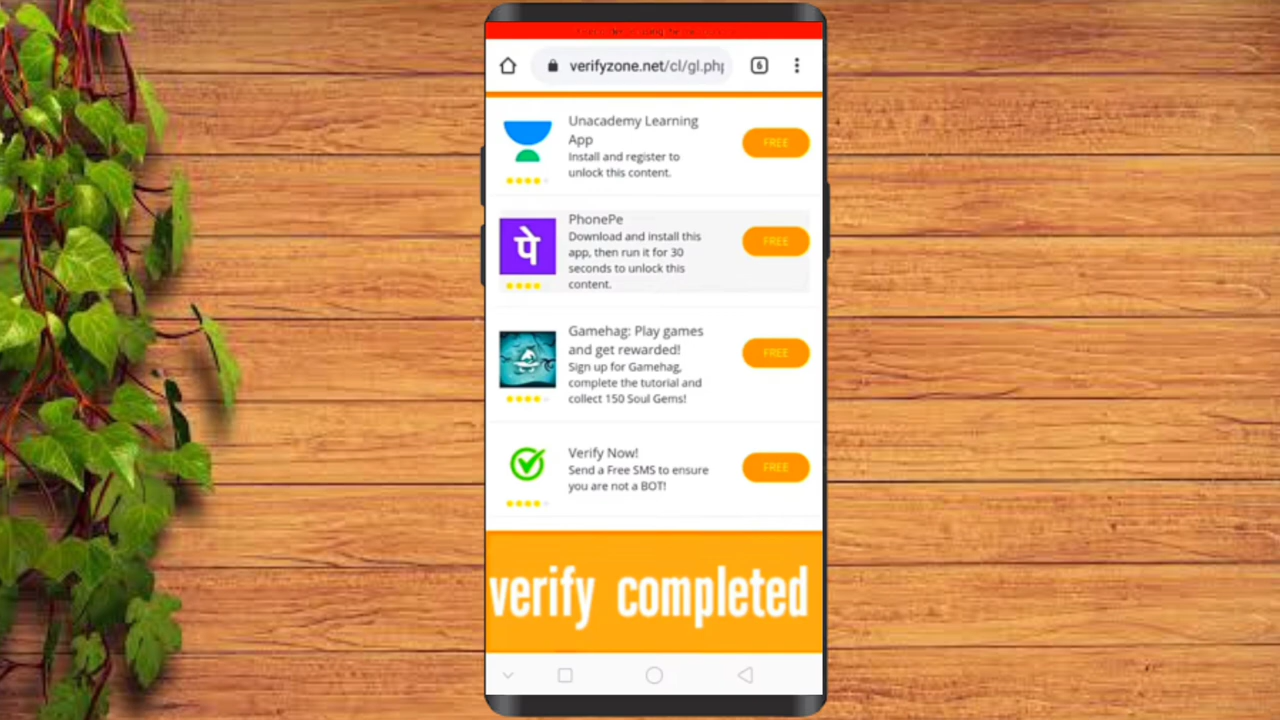 verifyzone.net/cl/gl.php
6
Unacademy Learning
App
Install and register to
unlock this content.
FREE
PhonePe
Download and install this
app, then run it for 30
seconds to unlock this
content.
FREE
पे
Gamehag: Play games
and get rewarded!
Sign up for Gamehag,
complete the tutorial and
collect 150 Soul Gems!
FREE
Verify Now!
Send a Free SMS to ensure
you are not a BOT!
FREE
verify completed